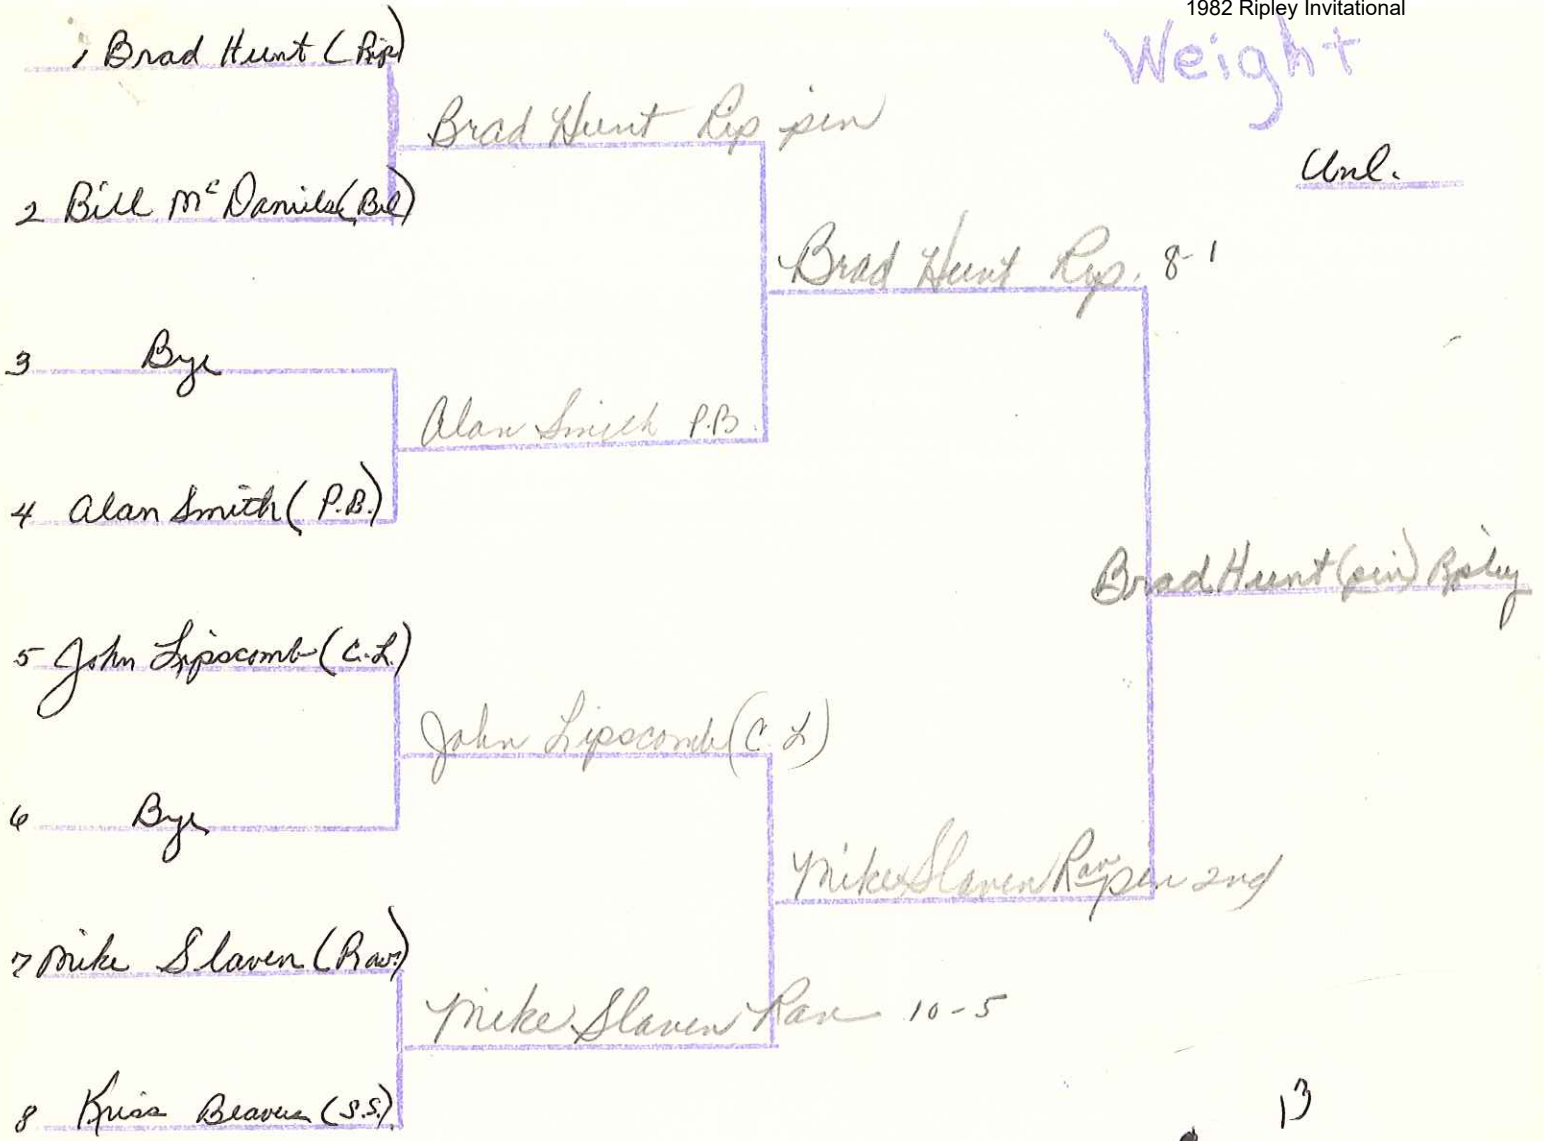 1982 Ripley Invitational
Weight
Unl.
1 Brad Hunt (Rip)
Brad Hunt Rip pin
2 Bill McDaniels (Bel)
Brad Hunt Rip. 8-1
3 Bye
Alan Smith P.B.
4 Alan Smith (P.B.)
Brad Hunt (pin) Ripley
5 John Lipscomb (C.L.)
John Lipscomb (C.L)
6 Bye
Mike Slaven Rav pin 2nd
7 Mike Slaven (Rav.)
Mike Slaven Rav 10-5
8 Kriss Beavers (S.S.)
13